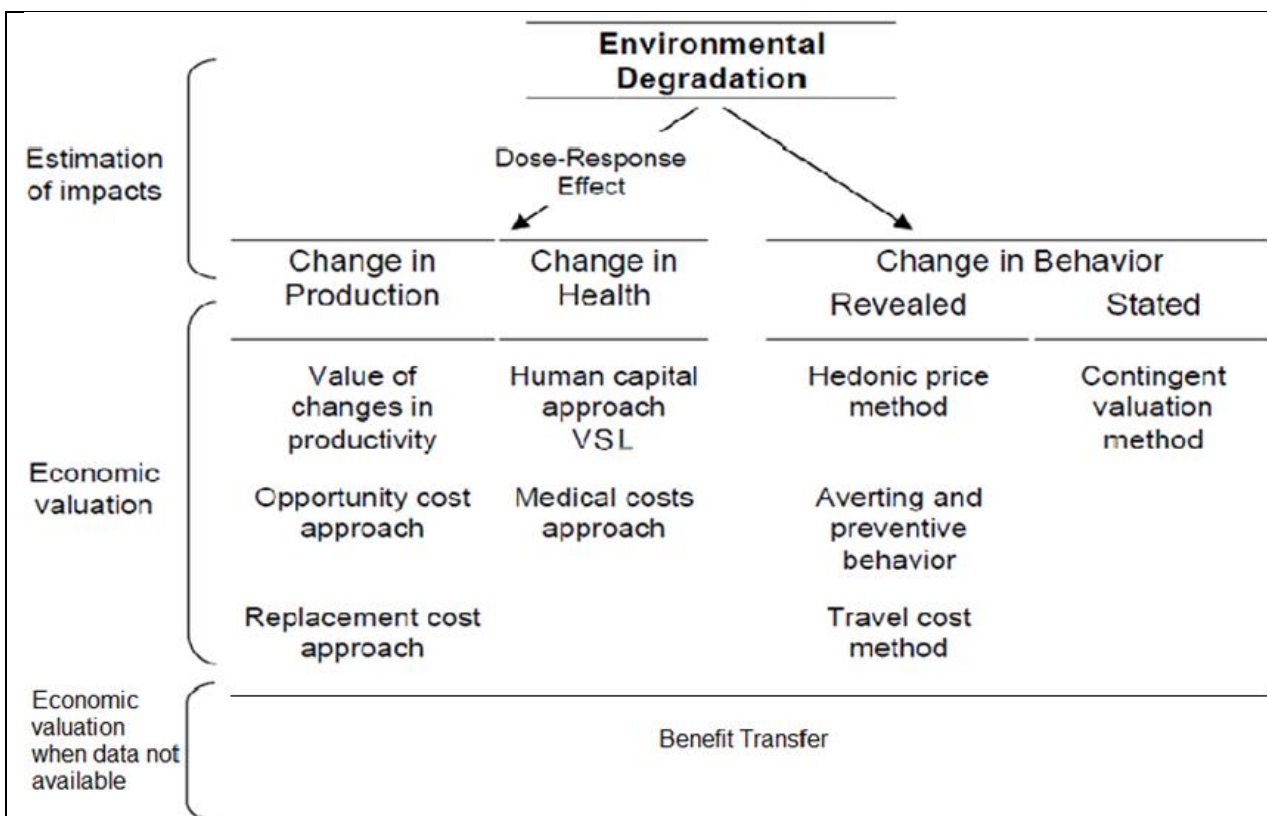 Environmental
Degradation
Estimation
of impacts
Dose-Response
Effect
Change in
Production
Change in
Health
Change in Behavior
Revealed
Stated
Economic
valuation
Value of
changes in
productivity
Human capital
approach
VSL
Hedonic price
method
Contingent
valuation
method
Opportunity cost
approach
Medical costs
approach
Averting and
preventive
behavior
Replacement cost
approach
Travel cost
method
Economic
valuation
when data not
available
Benefit Transfer